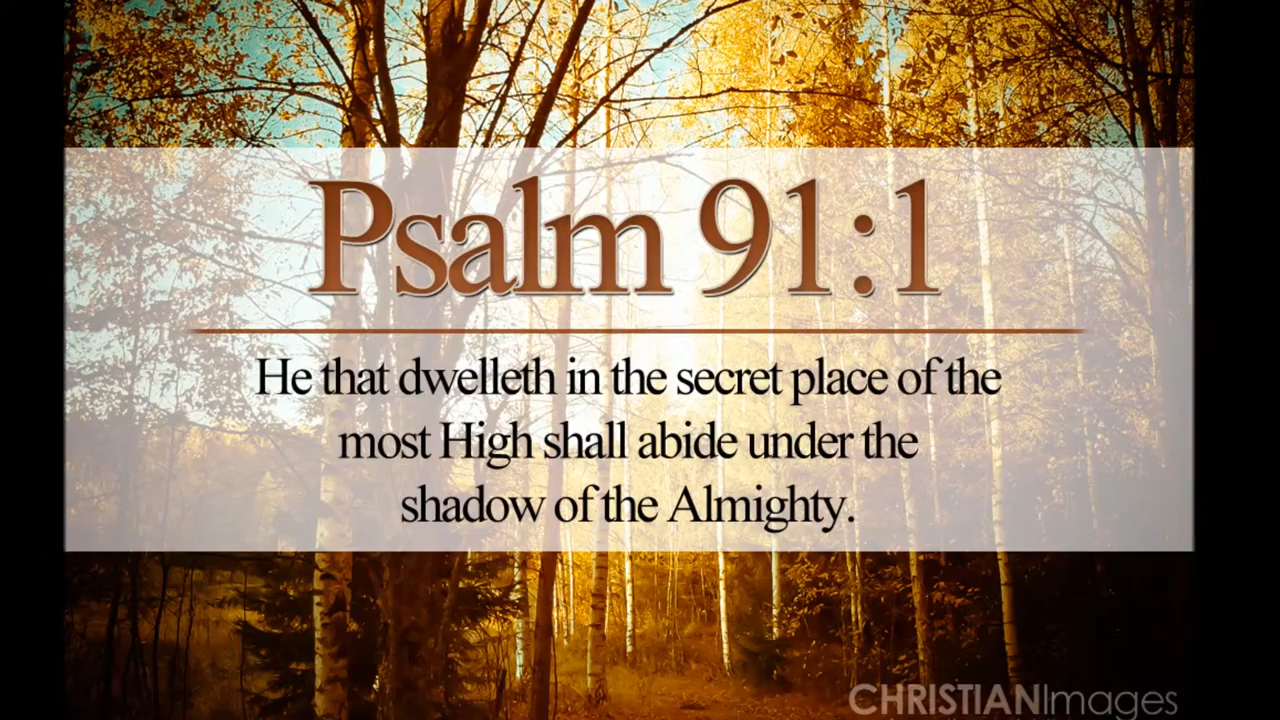 Psalm 91:1
He that dwelleth in the secret place of the
most High shall abide under the
shadow of the Almighty.
CHRISTIANImages